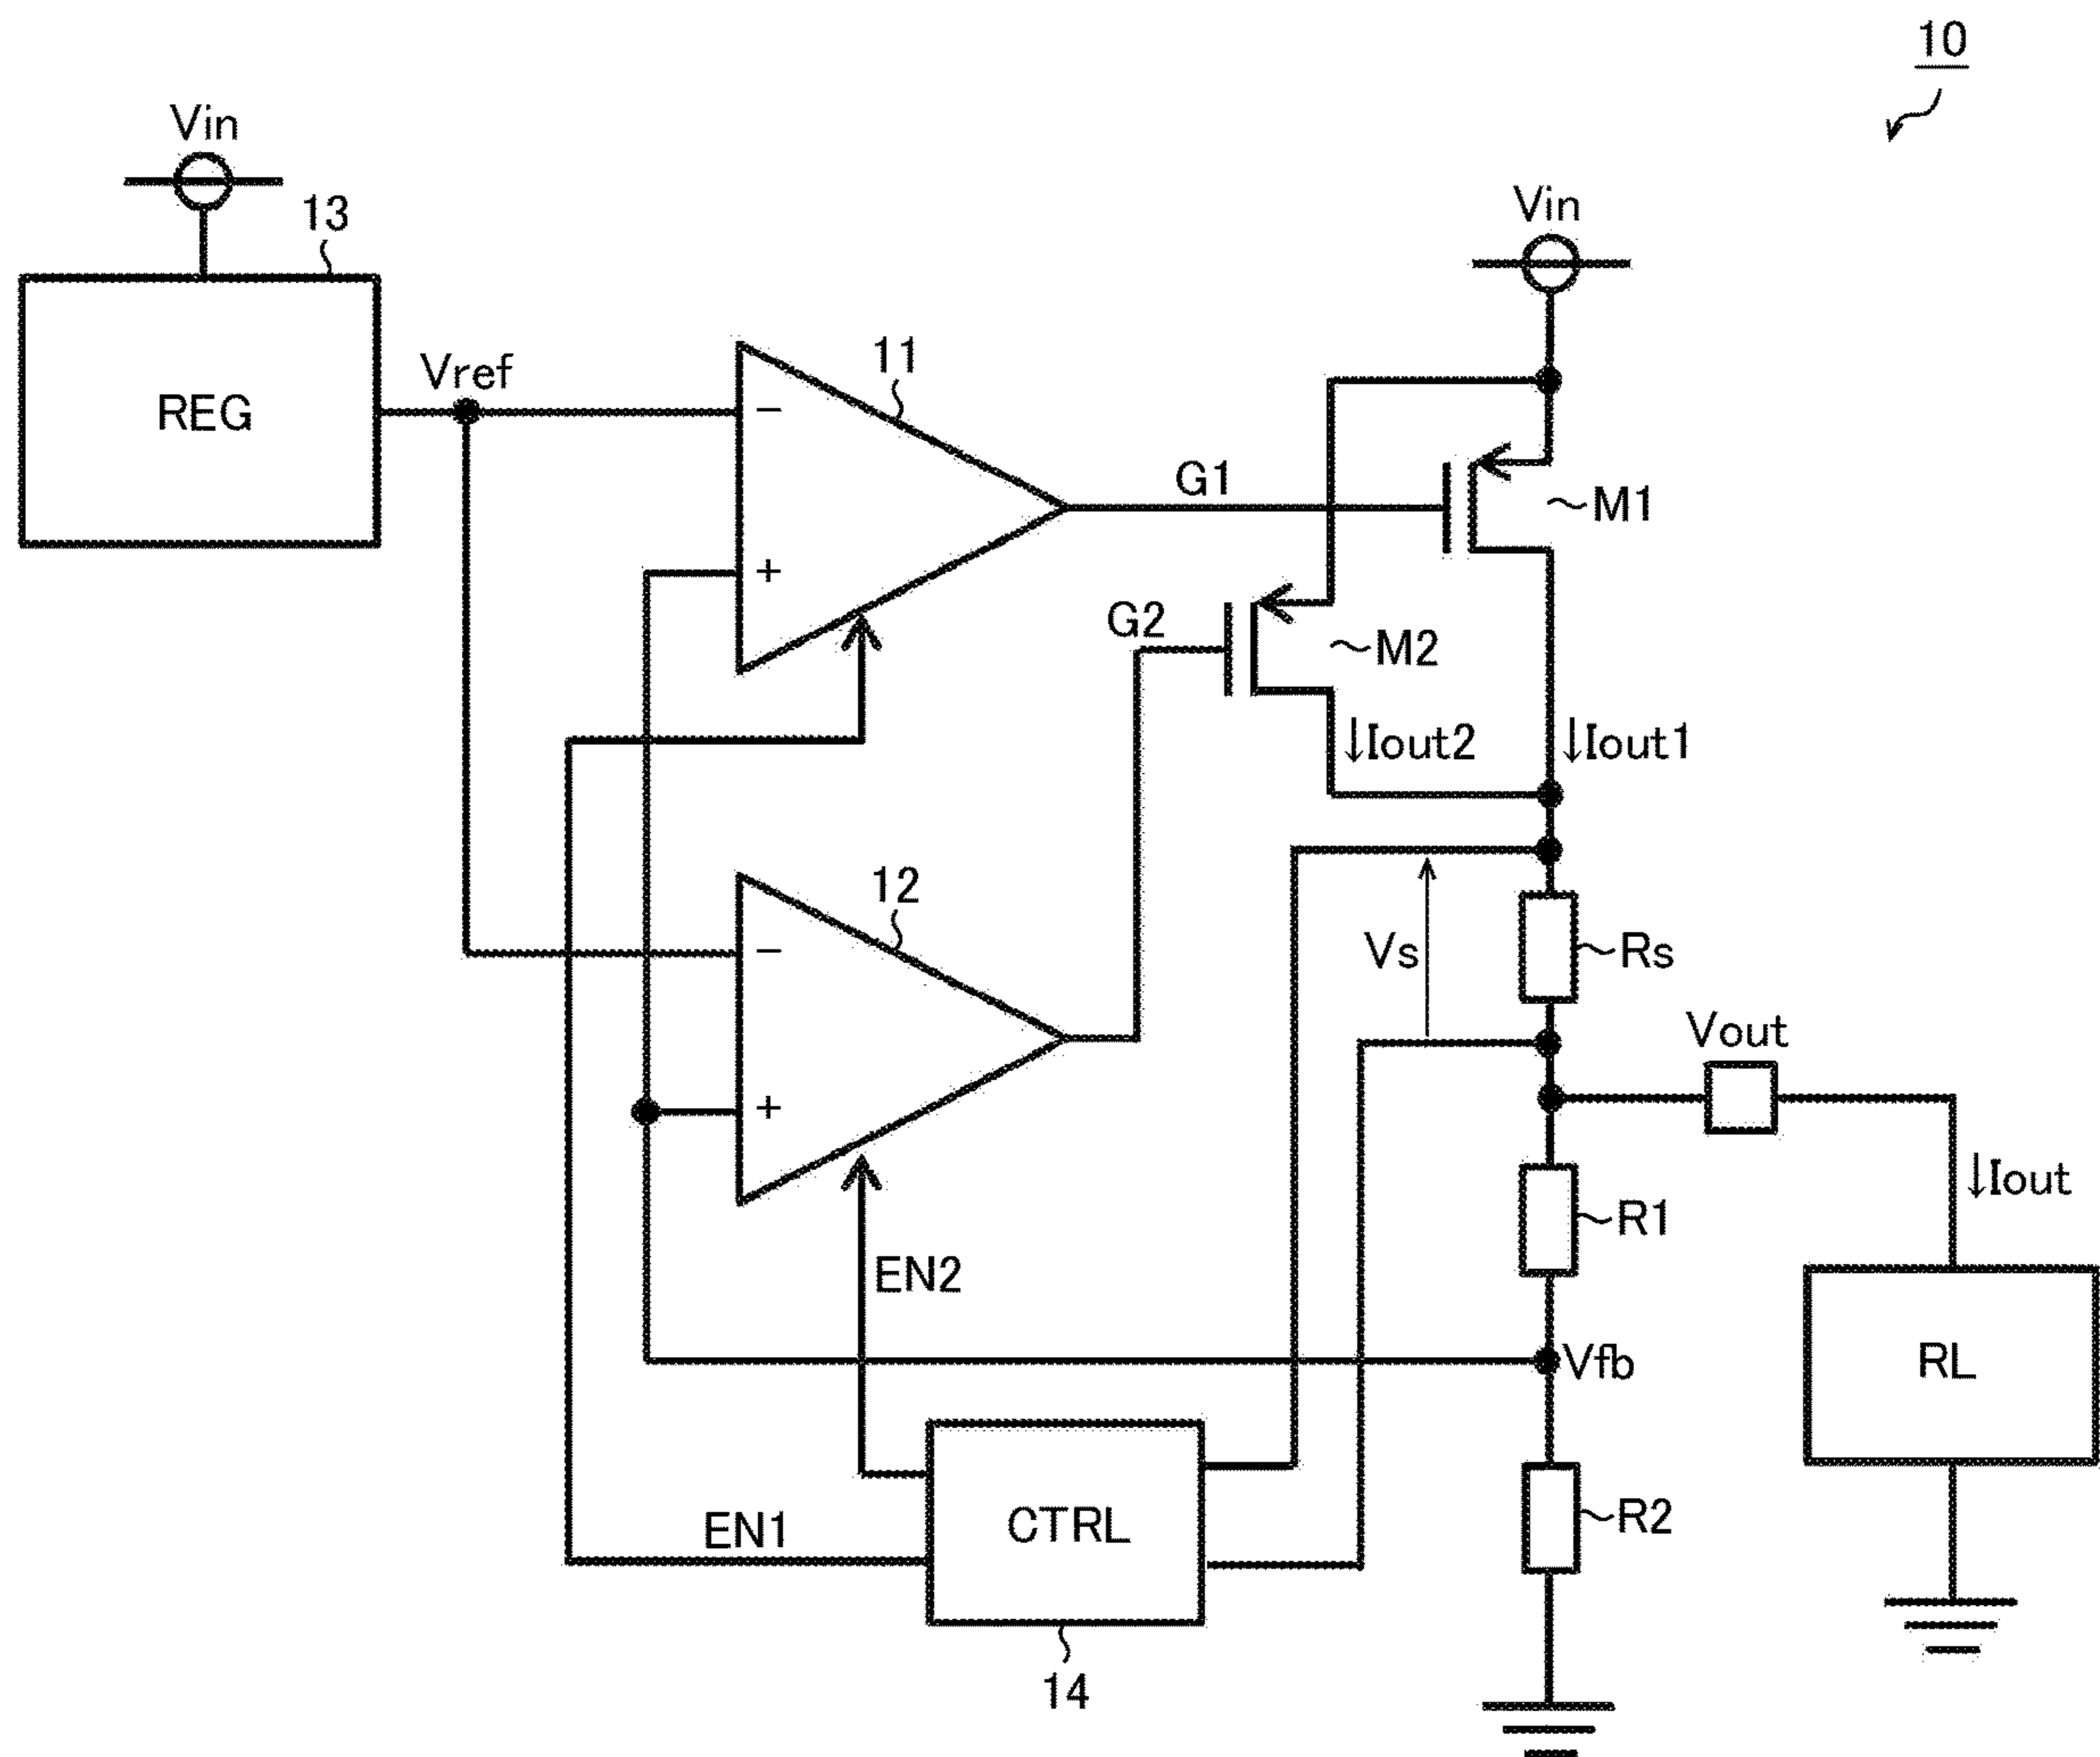 10
Vin
13
Vin
REG
Vref
11
−
G1
M1
+
G2
M2
↓Iout2
↓Iout1
12
−
Vs
Rs
Vout
+
↓Iout
R1
EN2
Vfb
RL
CTRL
R2
EN1
14